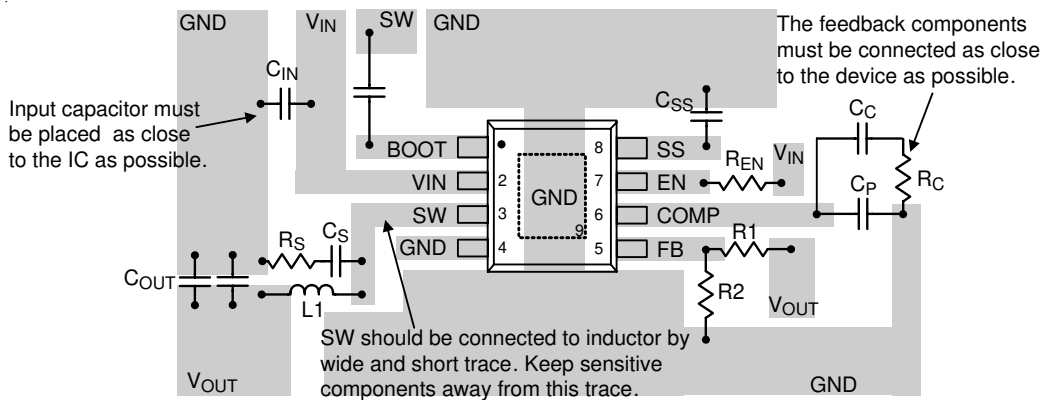 GND
VIN
SW
GND
The feedback components
must be connected as close
to the device as possible.
CIN
Input capacitor must
be placed as close
to the IC as possible.
CSS
CC
BOOT
8
SS
REN
VIN
RC
VIN
2
GND
7
EN
CP
SW
3
6
COMP
9
GND
4
5
FB
R1
RS
CS
COUT
L1
R2
VOUT
SW should be connected to inductor by
wide and short trace. Keep sensitive
components away from this trace.
VOUT
GND